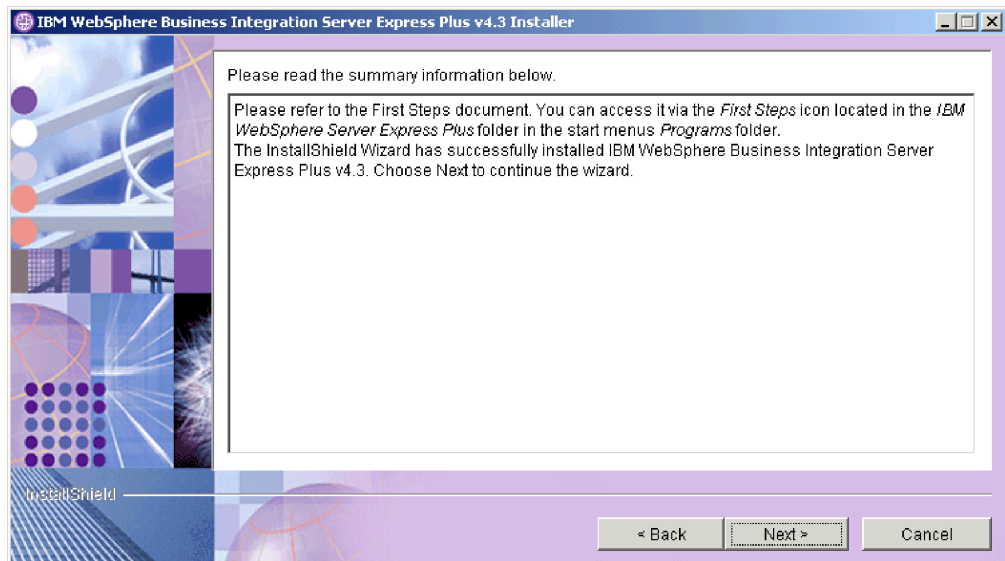 IBM WebSphere Business Integration Server Express Plus v4.3 Installer
Please read the summary information below.
Please refer to the First Steps document. You can access it via the First Steps icon located in the IBM
WebSphere Server Express Plus folder in the start menus Programs folder.
The InstallShield Wizard has successfully installed IBM WebSphere Business Integration Server
Express Plus v4.3. Choose Next to continue the wizard.
InstallShield
< Back
Next >
Cancel